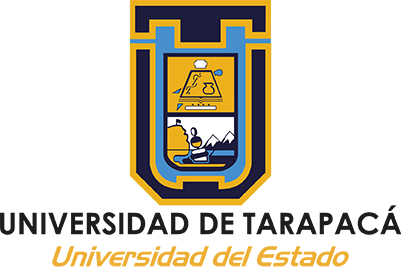 UNIVERSIDAD DE TARAPACÁ
Universidad del Estado